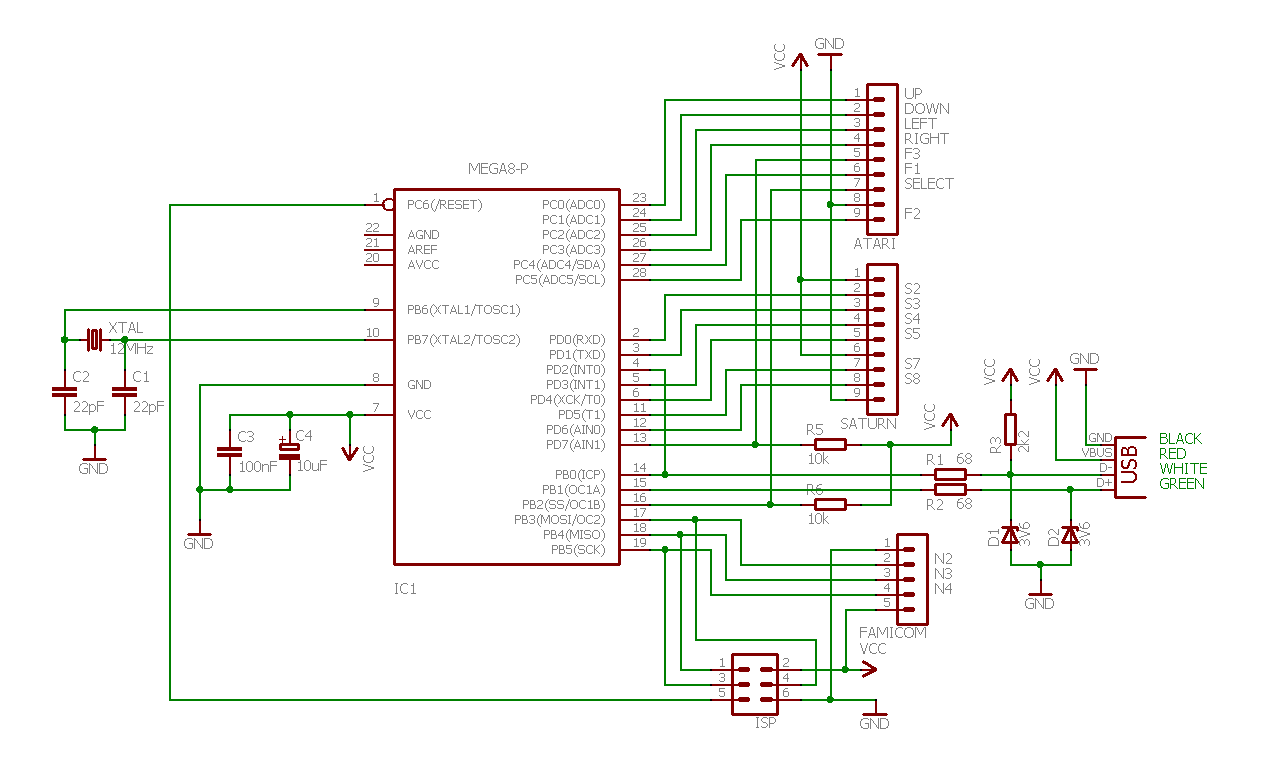 VCC GND
1 UP
2 DOWN
3 LEFT
4 RIGHT
5 F3
6 F1
7 SELECT
8
9 F2
ATARI
MEGA8-P
1 PC6(/RESET) PC0(ADC0) 23
PC1(ADC1) 24
22 AGND PC2(ADC2) 25
21 AREF PC3(ADC3) 26
20 AVCC PC4(ADC4/SDA) 27
PC5(ADC5/SCL) 28
9 PB6(XTAL1/TOSC1)
10 PB7(XTAL2/TOSC2) PD0(RXD) 2
PD1(TXD) 3
PD2(INT0) 4
8 GND PD3(INT1) 5
PD4(XCK/T0) 6
7 VCC PD5(T1) 11
PD6(AIN0) 12
PD7(AIN1) 13
PB0(ICP) 14
PB1(OC1A) 15
PB2(SS/OC1B) 16
PB3(MOSI/OC2) 17
PB4(MISO) 18
PB5(SCK) 19
IC1
XTAL
12MHz
C2 C1
22pF 22pF
GND
C3 C4
+
100nF 10uF
VCC
GND
1
2 S2
3 S3
4 S4
5 S5
6
7 S7
8 S8
9
SATURN
R5
10k
VCC
R6
10k
R1 68
R2 68
VCC VCC GND
R3 2k2
GND BLACK
VBUS RED
D- WHITE
D+ GREEN
USB
D1 3V6 D2 3V6
GND
1
2 N2
3 N3
4 N4
5
FAMICOM
VCC
1 2
3 4
5 6
ISP
GND